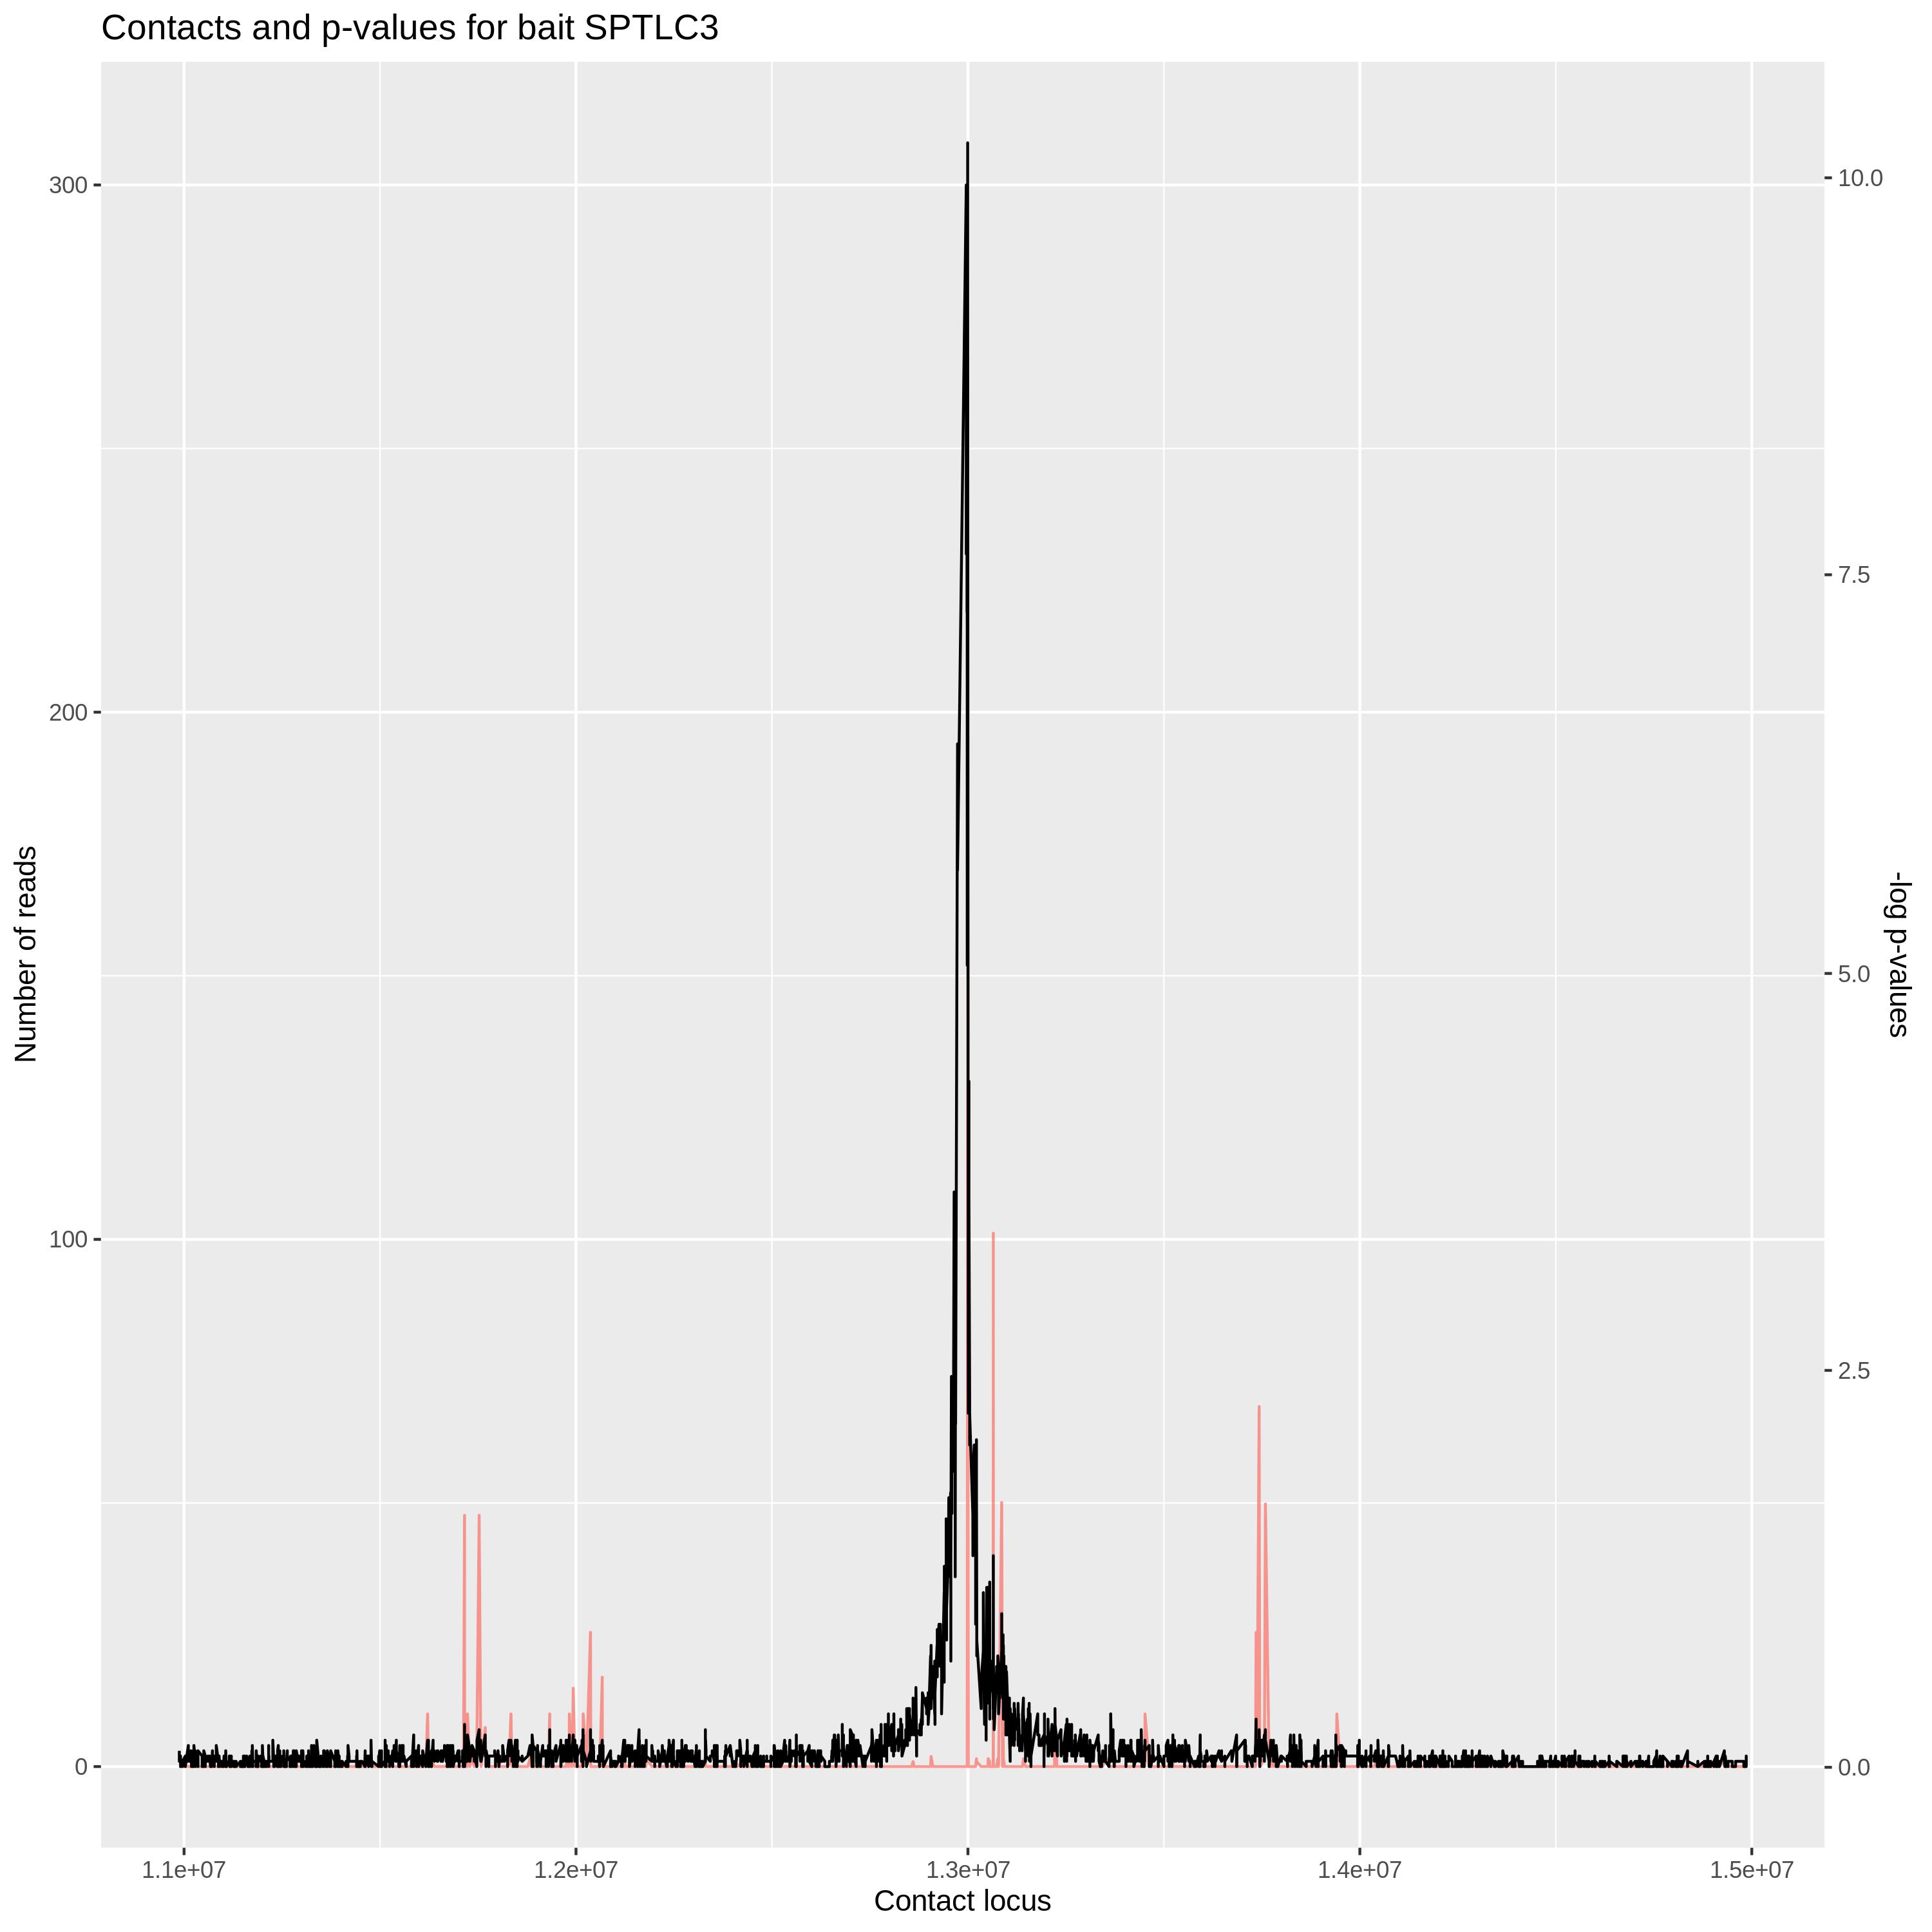 Contacts and p-values for bait SPTLC3
300
200
100
0
10.0
7.5
5.0
2.5
0.0
Number of reads
-log p-values
1.1e+07
1.2e+07
1.3e+07
1.4e+07
1.5e+07
Contact locus